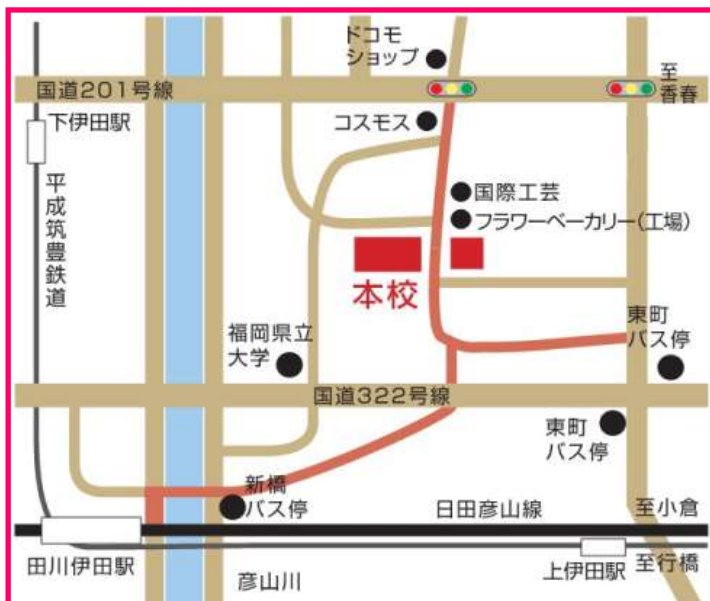 ドコモ
ショップ
至
香春
国道201号線
下伊田駅
コスモス
平成筑豊鉄道
国際工芸
フラワーベーカリー(工場)
本校
東町
バス停
福岡県立
大学
国道322号線
東町
バス停
新橋
バス停
日田彦山線
至小倉
田川伊田駅
彦山川
上伊田駅
至行橋